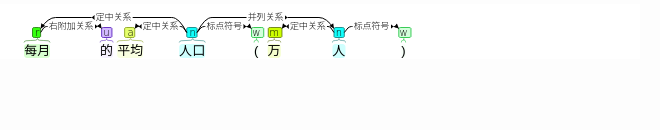 定中关系 并列关系
右附加关系 定中关系 标点符号 定中关系 标点符号
r u a n w m n w
每月 的 平均 人口 ( 万 人 )